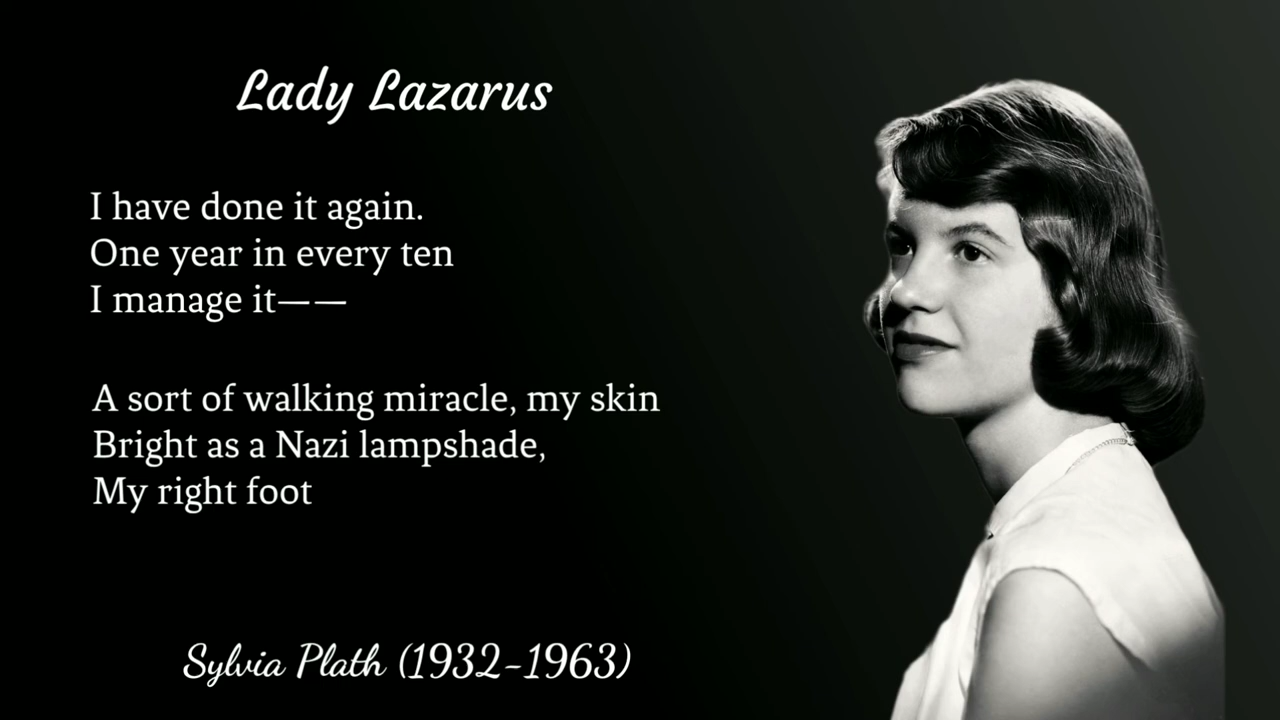 Lady Lazarus
I have done it again.
One year in every ten
I manage it——
A sort of walking miracle, my skin
Bright as a Nazi lampshade,
My right foot
Sylvia Plath (1932-1963)